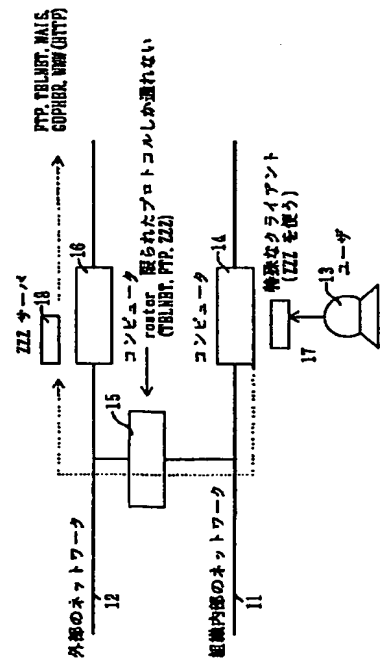 PTP, TELNET, WAIS,
GOPHER, WWW(HTTP)
ZZZ サーバ
18
16
コンピュータ
外部のネットワーク
12
router 限られたプロトコルしか通れない
(TELNET, PTP, ZZZ)
15
14
コンピュータ
組織内部のネットワーク
11
特殊なクライアント
(ZZZ を使う)
17
13
ユーザ